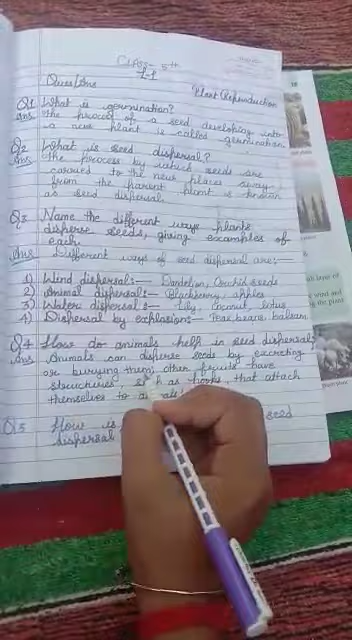 Class - 5th
L-1
Questions
Plant Reproduction
Q1 What is germination?
Ans The process of a seed developing into
a new plant is called germination.
Q2 What is seed dispersal?
Ans The process by which seeds are
carried to the new places away
from the parent plant is known
as seed dispersal.
Q3 Name the different ways plants
disperse seeds, giving examples of
each.
Ans Different ways of seed dispersal are:-
1) Wind dispersal:- Dandelion, Orchid seeds
2) Animal dispersal:- Blackberry, apples
3) Water dispersal:- Lily, coconut, lotus
4) Dispersal by explosions:- Peas, beans, balsam
Q4 How do animals help in seed dispersal?
Ans Animals can disperse seeds by excreting
or burying them; other fruits have
structures, such as hooks, that attach
themselves to
Q5 How is seed
dispersal